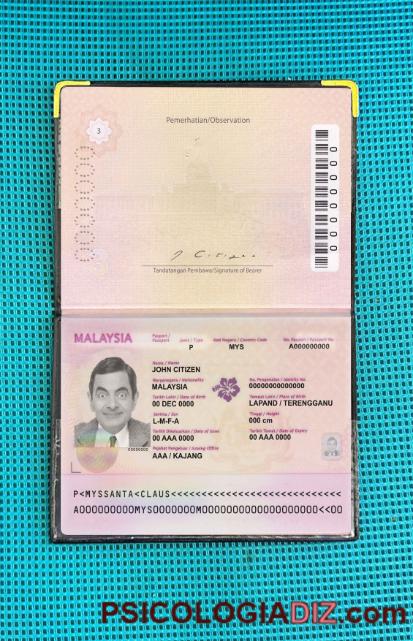 3
Pemerhatian/Observation
00000000
J Citizen
Tandatangan Pembawa/Signature of Bearer
MALAYSIA
Pasport / Passport
Jenis / Type
Kod Negara / Country Code
No. Pasport / Passport No.
P
MYS
A000000000
Nama / Name
JOHN CITIZEN
Warganegara / Nationality
No. Pengenalan / Identity No
MALAYSIA
00000000000000
Tarikh Lahir / Date of Birth
Tempat Lahir / Place of Birth
00 DEC 0000
LAPAND / TERENGGANU
Jantina / Sex
Tinggi / Height
L-M-F-A
000 cm
Tarikh Dikeluarkan / Date of Issue
Tarikh Tamat / Date of Expiry
00 AAA 0000
00 AAA 0000
Pejabat Pengeluar / Issuing Office
AAA / KAJANG
00000000
P<MYSSANTA<CLAUS<<<<<<<<<<<<<<<<<<<<<<<<<<<<
PSICOLOGIADIZ.com